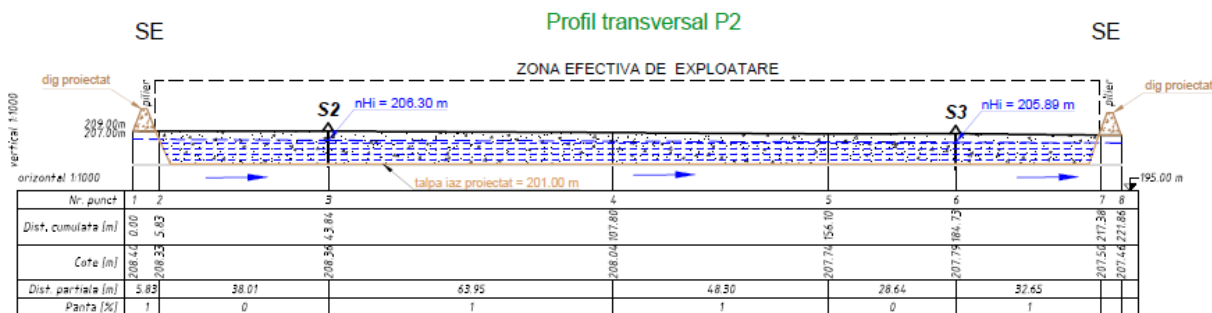 Profil transversal P2
SE
SE
ZONA EFECTIVA DE EXPLOATARE
dig proiectat
dig proiectat
pilier
pilier
S2
nHi = 206.30 m
S3
nHi = 205.89 m
209.00m
207.00m
vertical 1:1000
orizontal 1:1000
talpa iaz proiectat = 201.00 m
195.00 m
Nr. punct 1 2 3 4 5 6 7 8
Dist. cumulata [m] 0.00 5.83 43.84 107.80 156.10 184.73 217.38 221.86
Cote [m] 208.40 208.33 208.36 208.04 207.74 207.79 207.50 207.46
Dist. partiala [m] 5.83 38.01 63.95 48.30 28.64 32.65
Panta [%] 1 0 1 1 0 1